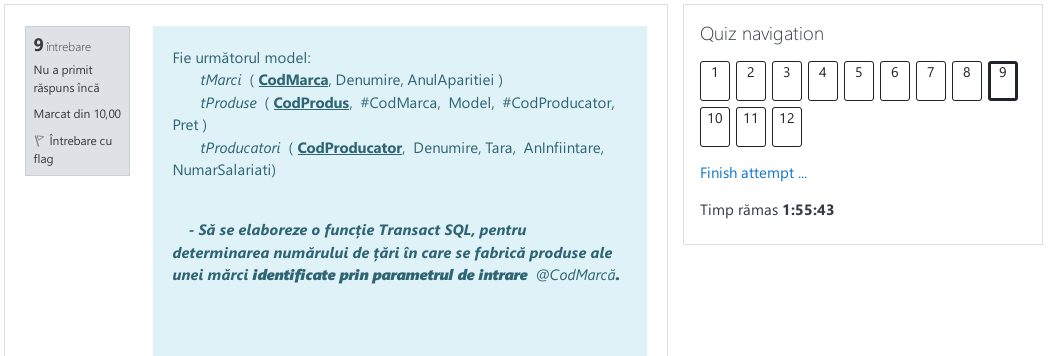 9 întrebare
Nu a primit
răspuns încă
Marcat din 10,00
Întrebare cu
flag
Fie următorul model:
tMarci ( CodMarca, Denumire, AnulAparitiei )
tProduse ( CodProdus, #CodMarca, Model, #CodProducator,
Pret )
tProducatori ( CodProducator, Denumire, Tara, AnInfiintare,
NumarSalariati)
- Să se elaboreze o funcție Transact SQL, pentru
determinarea numărului de țări în care se fabrică produse ale
unei mărci identificate prin parametrul de intrare @CodMarcă.
Quiz navigation
1 2 3 4 5 6 7 8 9
10 11 12
Finish attempt ...
Timp rămas 1:55:43